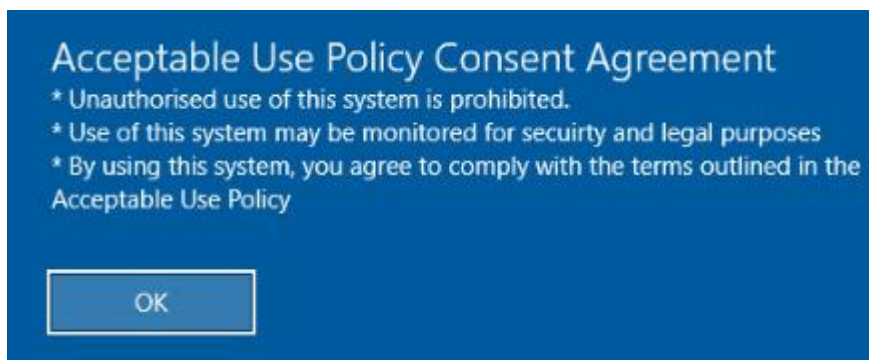 Acceptable Use Policy Consent Agreement
* Unauthorised use of this system is prohibited.
* Use of this system may be monitored for secuirty and legal purposes
* By using this system, you agree to comply with the terms outlined in the
Acceptable Use Policy
OK